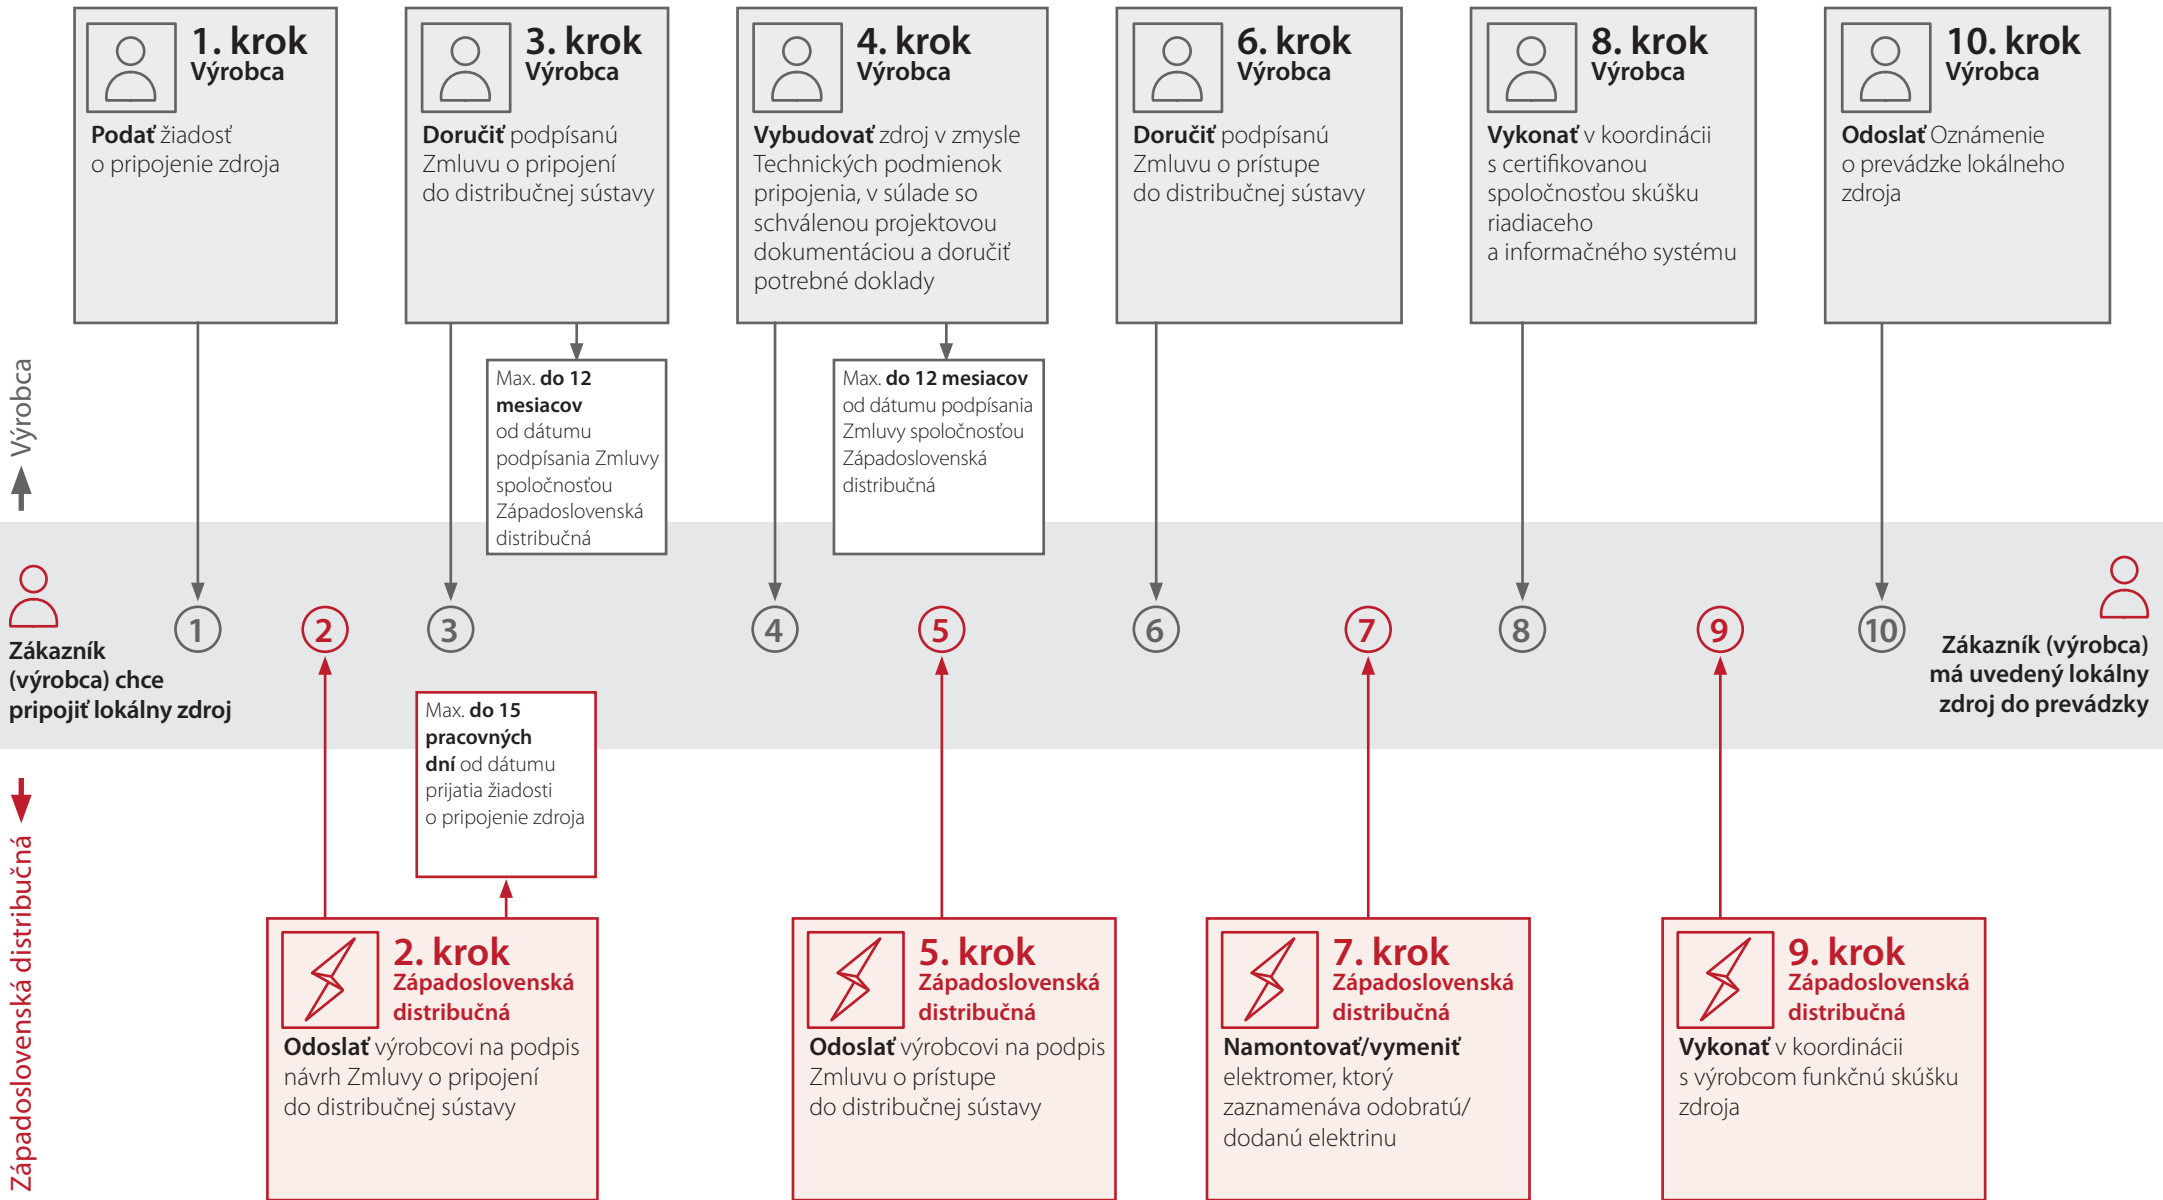 1. krok
Výrobca
Podať žiadosť
o pripojenie zdroja
3. krok
Výrobca
Doručiť podpísanú
Zmluvu o pripojení
do distribučnej sústavy
4. krok
Výrobca
Vybudovať zdroj v zmysle
Technických podmienok
pripojenia, v súlade so
schválenou projektovou
dokumentáciou a doručiť
potrebné doklady
6. krok
Výrobca
Doručiť podpísanú
Zmluvu o prístupe
do distribučnej sústavy
8. krok
Výrobca
Vykonať v koordinácii
s certifikovanou
spoločnosťou skúšku
riadiaceho
a informačného systému
10. krok
Výrobca
Odoslať Oznámenie
o prevádzke lokálneho
zdroja
Výrobca
Max. do 12
mesiacov
od dátumu
podpísania Zmluvy
spoločnosťou
Západoslovenská
distribučná
Max. do 12 mesiacov
od dátumu podpísania
Zmluvy spoločnosťou
Západoslovenská
distribučná
Zákazník
(výrobca) chce
pripojiť lokálny zdroj
1
2
3
4
5
6
7
8
9
10
Zákazník (výrobca)
má uvedený lokálny
zdroj do prevádzky
Max. do 15
pracovných
dní od dátumu
prijatia žiadosti
o pripojenie zdroja
Západoslovenská distribučná
2. krok
Západoslovenská
distribučná
Odoslať výrobcovi na podpis
návrh Zmluvy o pripojení
do distribučnej sústavy
5. krok
Západoslovenská
distribučná
Odoslať výrobcovi na podpis
Zmluvu o prístupe
do distribučnej sústavy
7. krok
Západoslovenská
distribučná
Namontovať/vymeniť
elektromer, ktorý
zaznamenáva odobratú/
dodanú elektrinu
9. krok
Západoslovenská
distribučná
Vykonať v koordinácii
s výrobcom funkčnú skúšku
zdroja